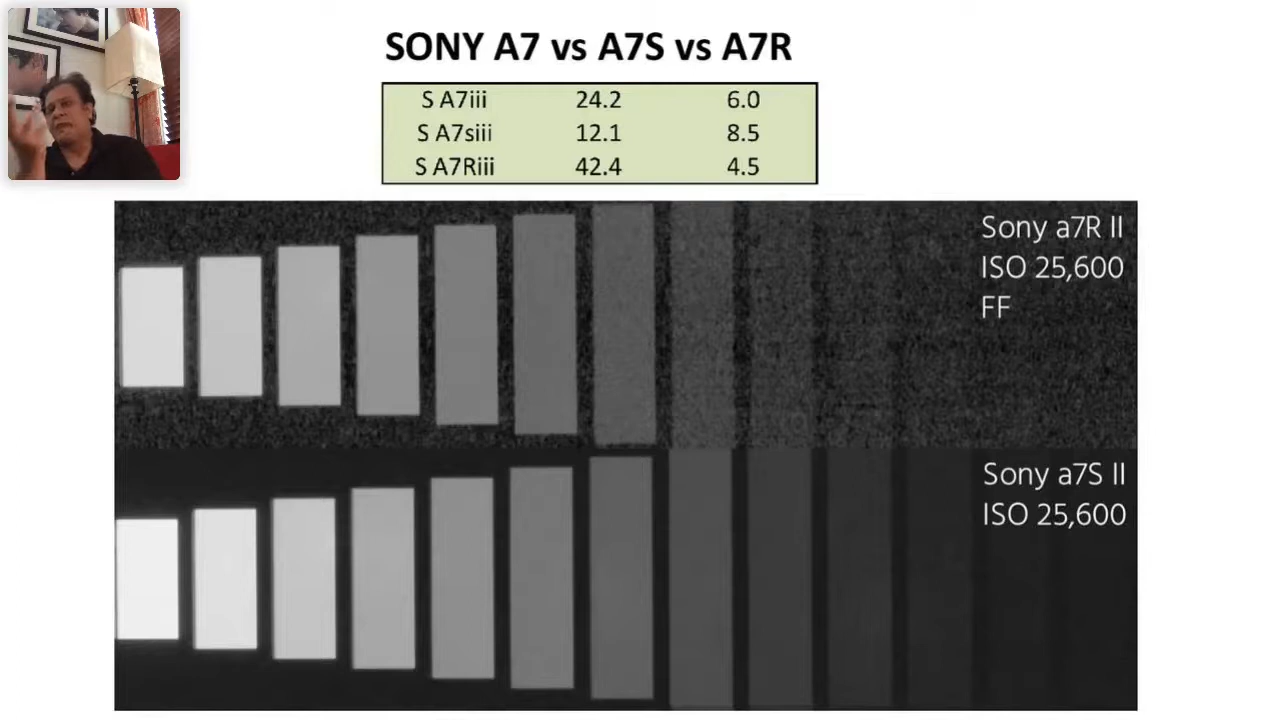 SONY A7 vs A7S vs A7R
S A7iii 24.2 6.0
S A7siii 12.1 8.5
S A7Riii 42.4 4.5
Sony a7R II
ISO 25,600
FF
Sony a7S II
ISO 25,600